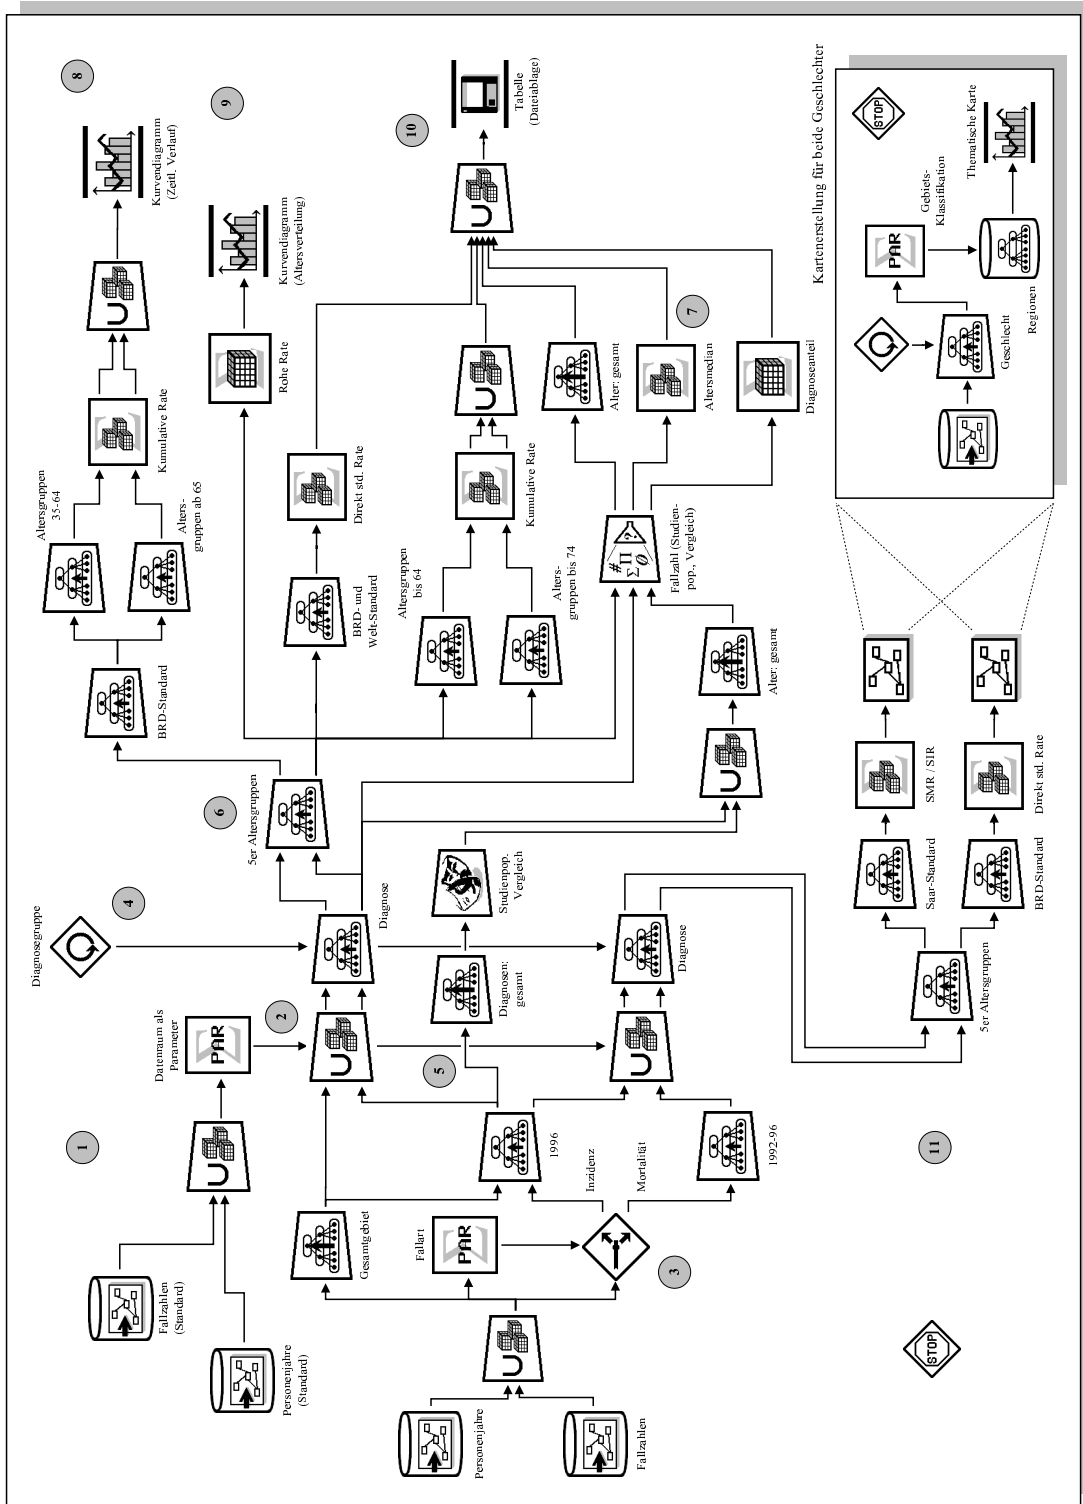 8
Kurvendiagramm
(Zeitl. Verlauf)
Kumulative Rate
Altersgruppen
35-64
Alters-
gruppen ab 65
BRD-Standard
9
Kurvendiagramm
(Altersverteilung)
Rohe Rate
10
Tabelle
(Dateiablage)
Direkt std. Rate
BRD- und
Welt-Standard
Kumulative Rate
Altersgruppen
bis 64
Alters-
gruppen bis 74
Alter: gesamt
7
Altersmedian
Diagnoseanteil
#
Σ Π ?
Ø
Fallzahl (Studien-
pop., Vergleich)
Alter: gesamt
6
5er Altersgruppen
Diagnosegruppe
4
Diagnose
Studienpop.
Vergleich
Diagnosen:
gesamt
Diagnose
Datenraum als
Parameter
PAR
2
5
1
Fallzahlen
(Standard)
Personenjahre
(Standard)
Gesamtgebiet
Fallart
PAR
1996
Inzidenz
Mortalität
1992-96
3
Personenjahre
Fallzahlen
STOP
11
5er Altersgruppen
Saar-Standard
SMR / SIR
BRD-Standard
Direkt std. Rate
Kartenerstellung für beide Geschlechter
STOP
PAR
Gebiets-
Klassifikation
Thematische Karte
Geschlecht
Regionen